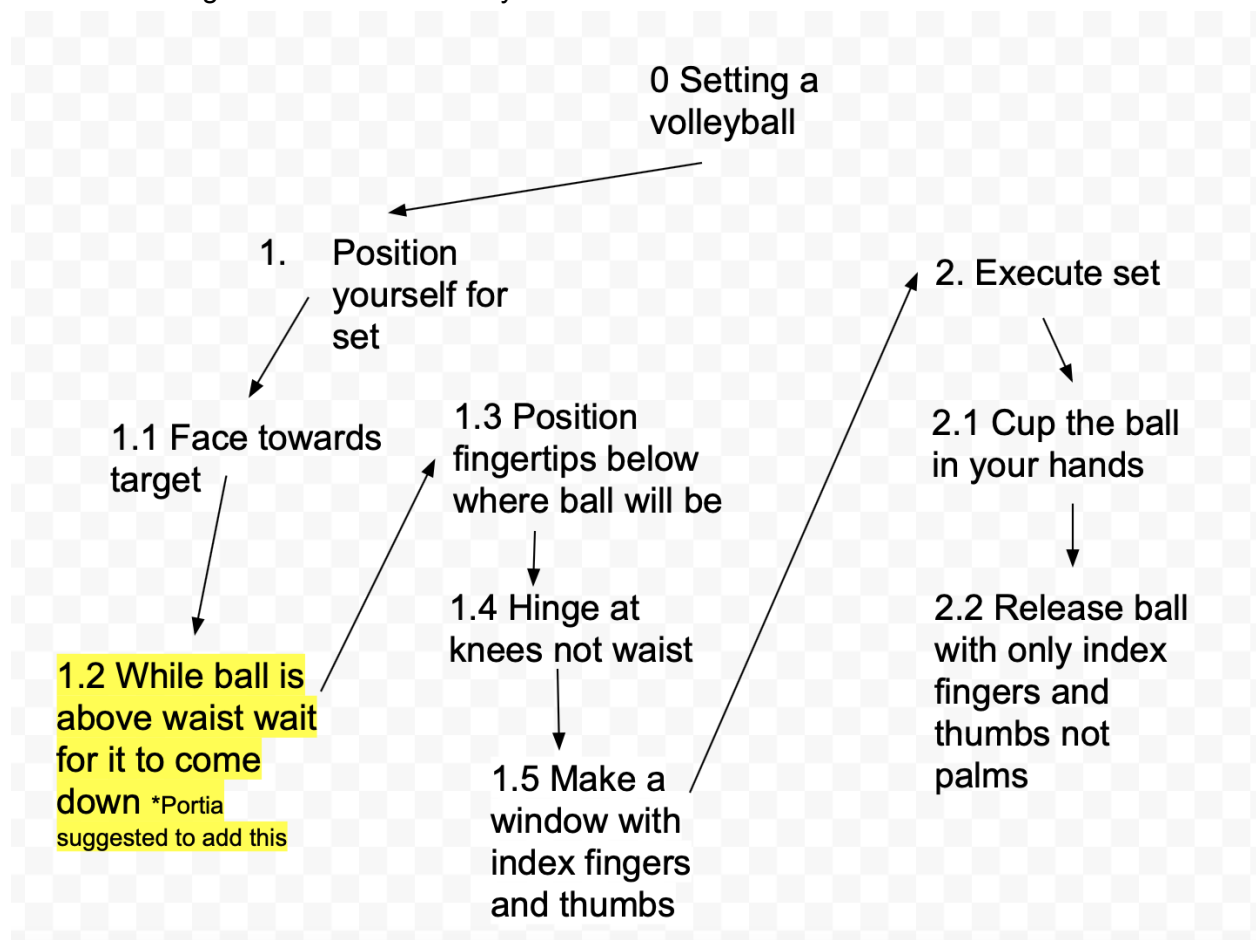 0 Setting a
volleyball
1. Position
yourself for
set
1.1 Face towards
target
1.2 While ball is
above waist wait
for it to come
down *Portia
suggested to add this
1.3 Position
fingertips below
where ball will be
1.4 Hinge at
knees not waist
1.5 Make a
window with
index fingers
and thumbs
2. Execute set
2.1 Cup the ball
in your hands
2.2 Release ball
with only index
fingers and
thumbs not
palms